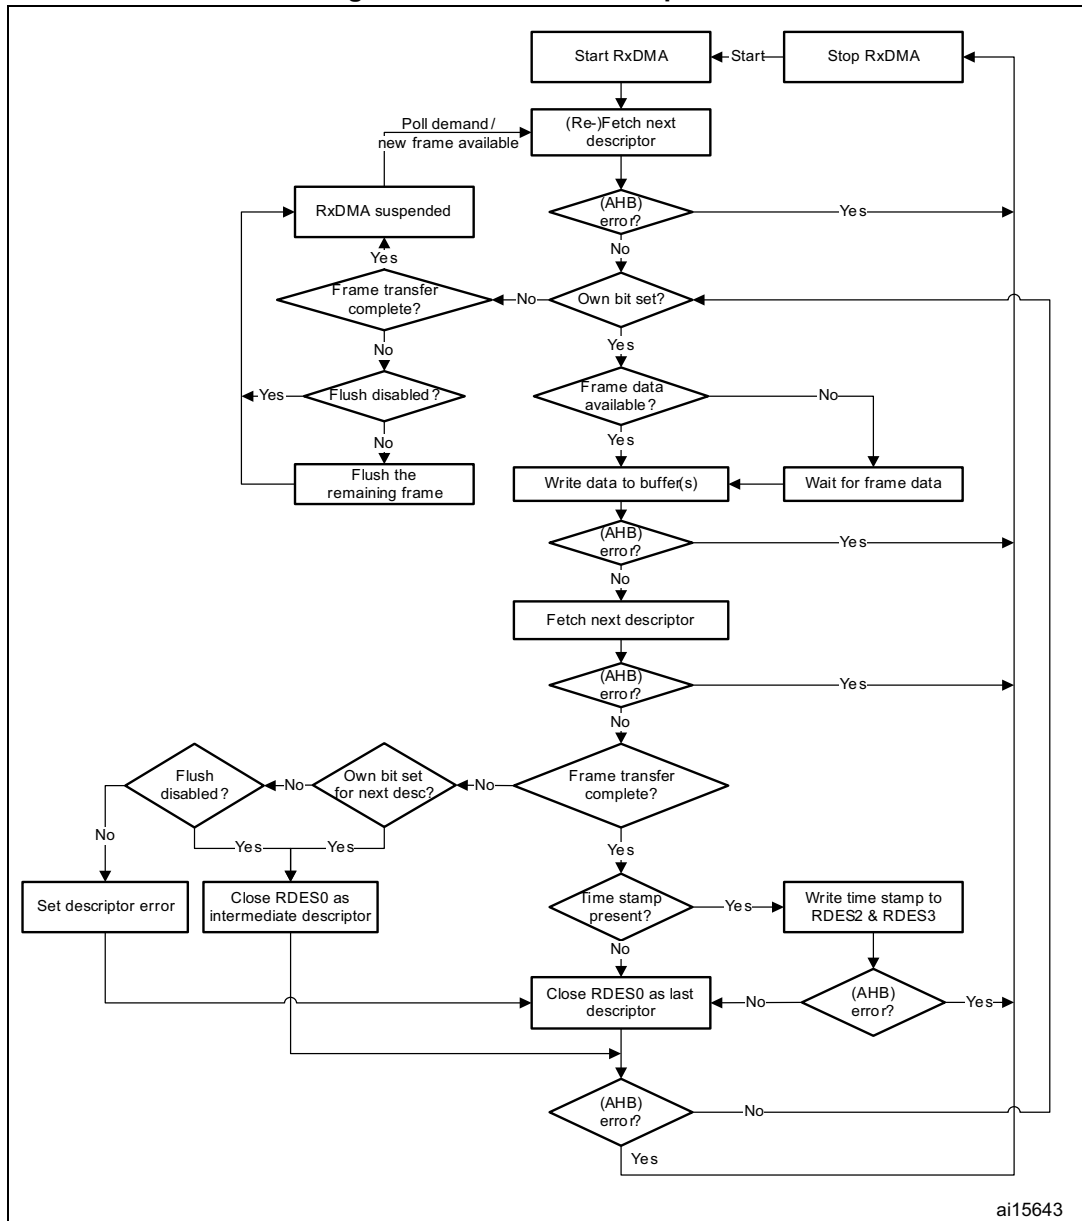 Start RxDMA
Start
Stop RxDMA
Poll demand /
new frame available
(Re-)Fetch next
descriptor
RxDMA suspended
(AHB)
error?
Yes
No
Yes
Frame transfer
complete?
No
Own bit set?
No
Yes
Yes
Flush disabled?
Frame data
available?
No
No
Yes
Flush the
remaining frame
Write data to buffer(s)
Wait for frame data
(AHB)
error?
Yes
No
Fetch next descriptor
(AHB)
error?
Yes
No
Flush
disabled?
No
Own bit set
for next desc?
No
Frame transfer
complete?
No
Yes
Yes
Yes
Set descriptor error
Close RDES0 as
intermediate descriptor
Time stamp
present?
Yes
Write time stamp to
RDES2 & RDES3
No
Close RDES0 as last
descriptor
No
(AHB)
error?
Yes
(AHB)
error?
No
Yes
ai15643